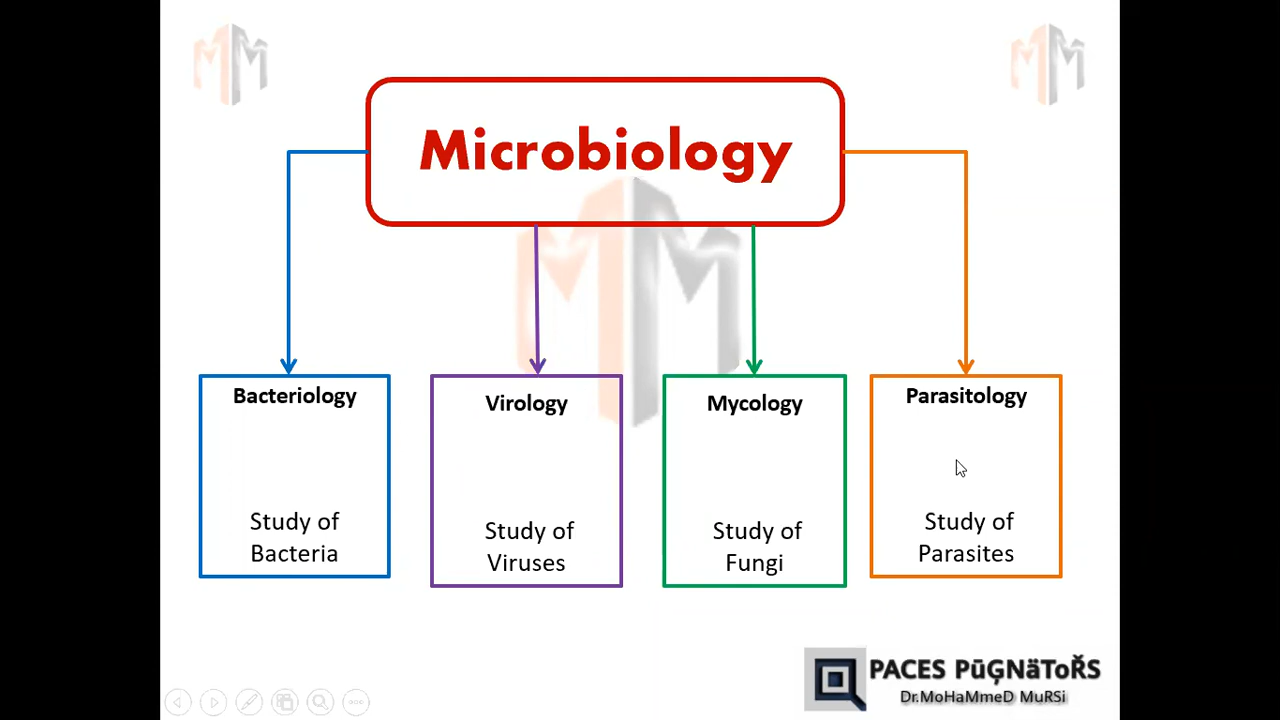 Microbiology
Bacteriology
Study of
Bacteria
Virology
Study of
Viruses
Mycology
Study of
Fungi
Parasitology
Study of
Parasites
PACES PūĢNäToŘS
Dr.MoHaMmeD MuRSi